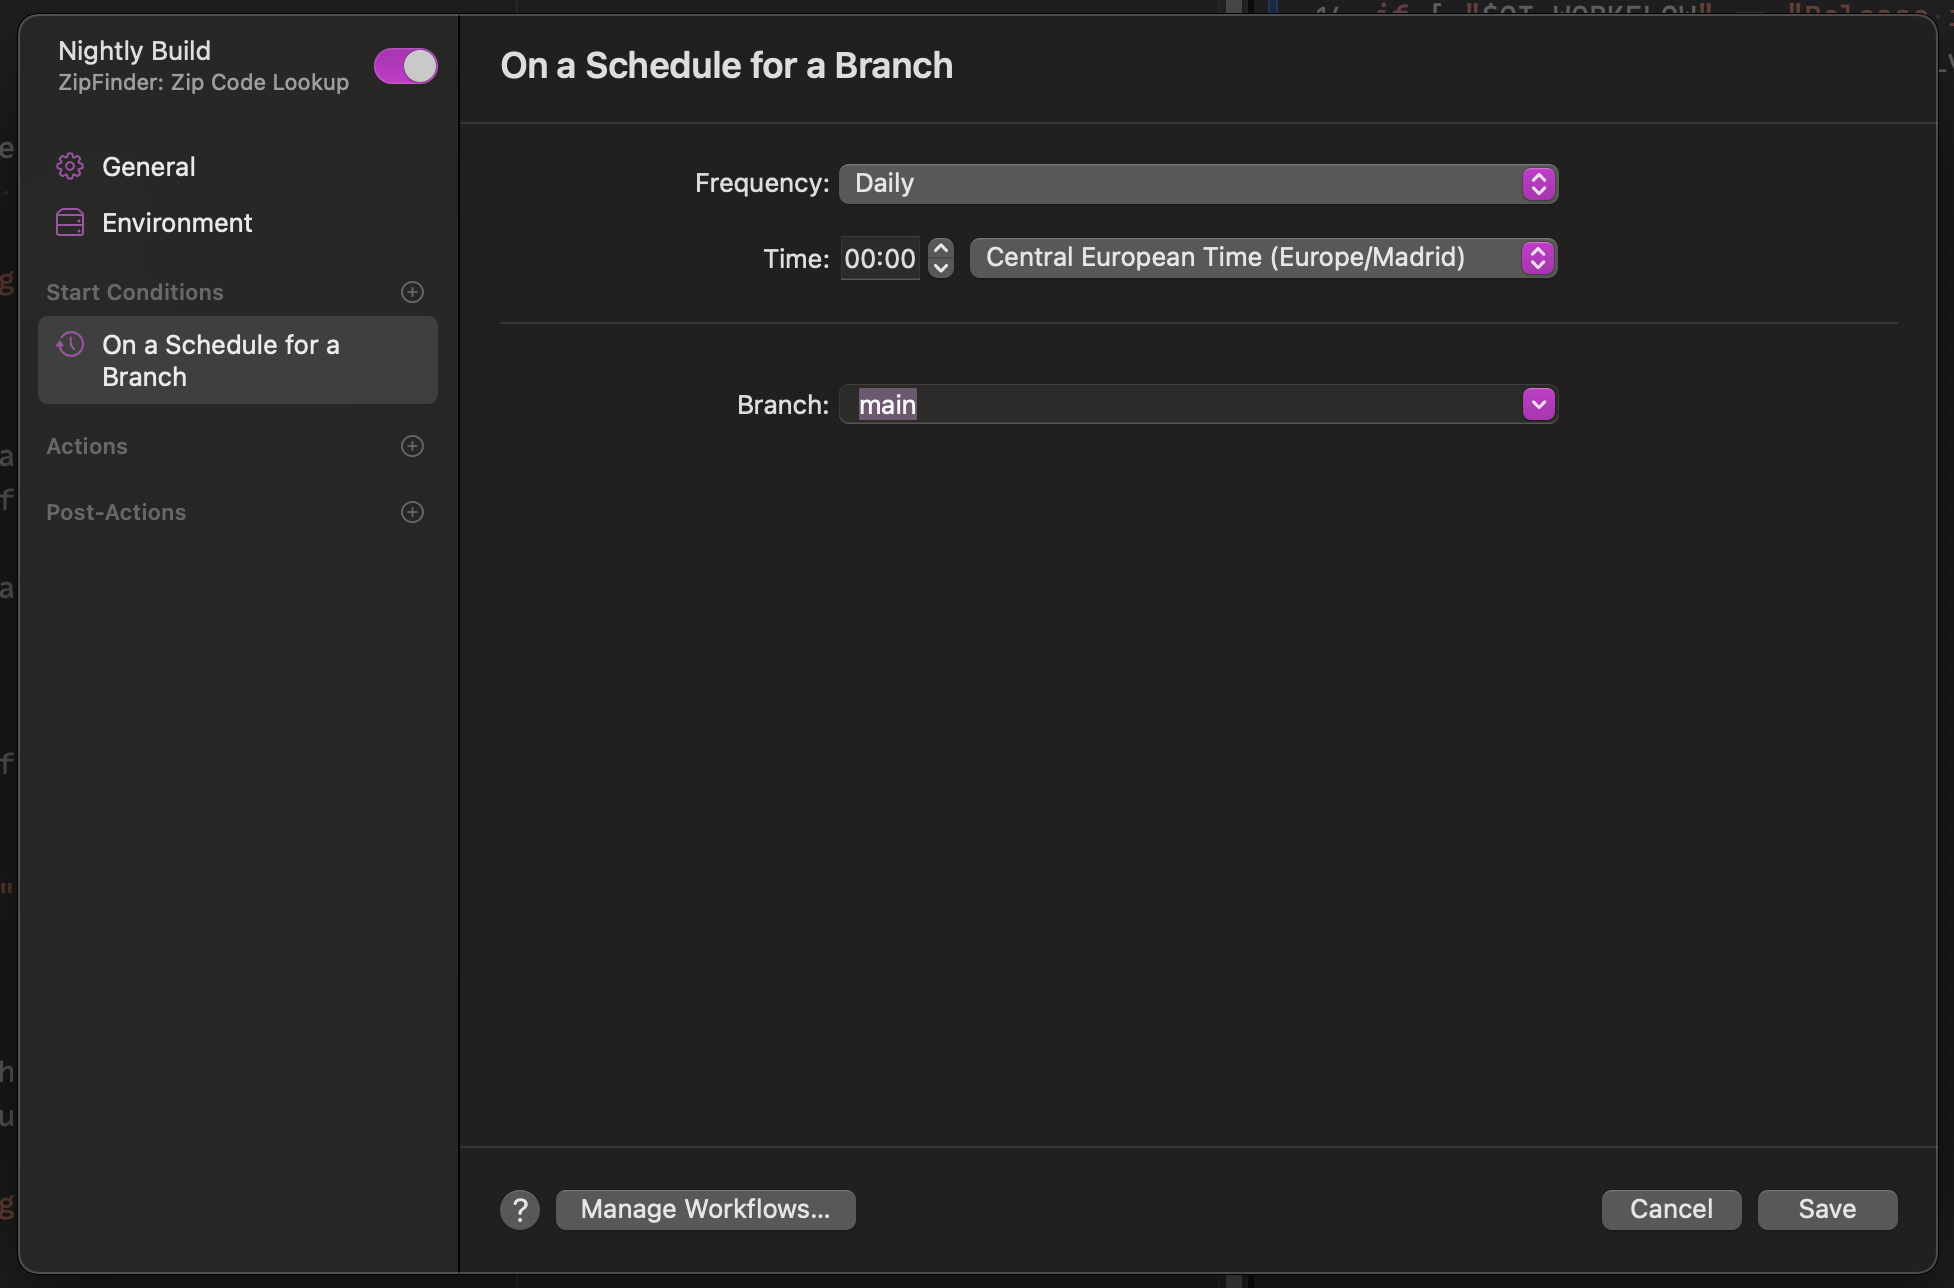 Nightly Build
ZipFinder: Zip Code Lookup
General
Environment
Start Conditions
On a Schedule for a
Branch
Actions
Post-Actions
On a Schedule for a Branch
Frequency: Daily
Time: 00:00 Central European Time (Europe/Madrid)
Branch: main
? Manage Workflows... Cancel Save